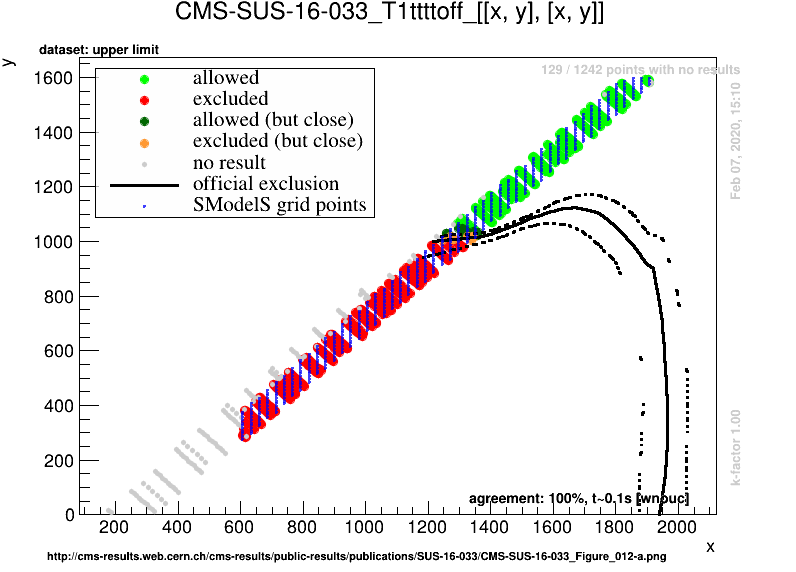 CMS-SUS-16-033_T1ttttoff_[[x, y], [x, y]]
dataset: upper limit
y
129 / 1242 points with no results
allowed
excluded
allowed (but close)
excluded (but close)
no result
official exclusion
SModelS grid points
1600
1400
1200
1000
800
600
400
200
0
Feb 07, 2020, 15:10
k-factor 1.00
agreement: 100%, t~0.1s [wnpuc]
200 400 600 800 1000 1200 1400 1600 1800 2000
x
http://cms-results.web.cern.ch/cms-results/public-results/publications/SUS-16-033/CMS-SUS-16-033_Figure_012-a.png